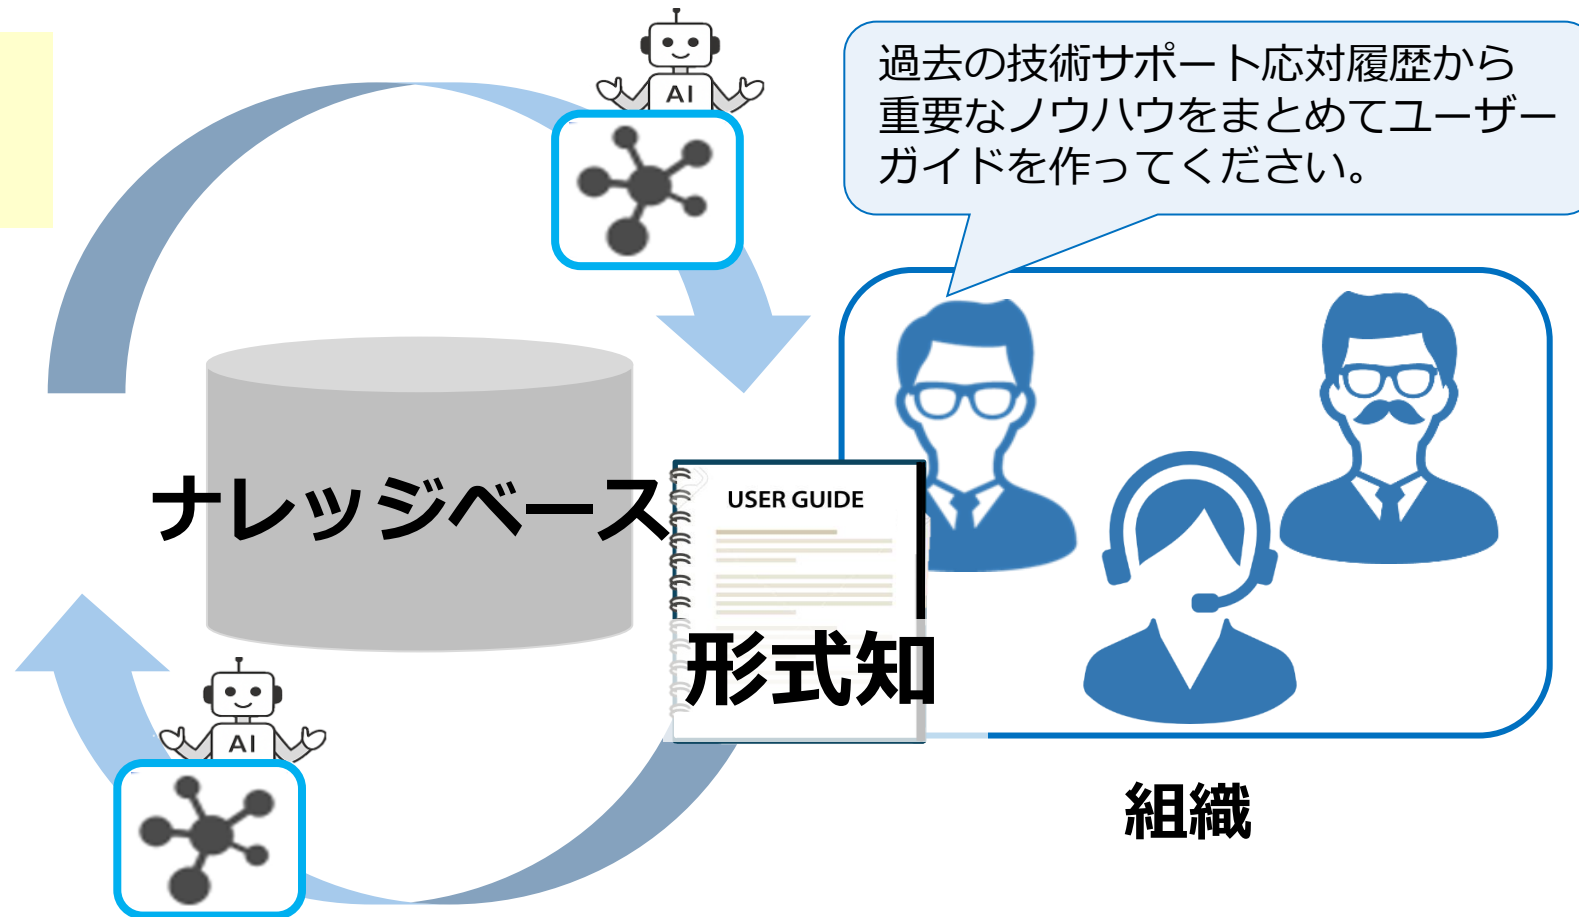 AI
過去の技術サポート応対履歴から
重要なノウハウをまとめてユーザー
ガイドを作ってください。
ナレッジベース
USER GUIDE
形式知
AI
組織